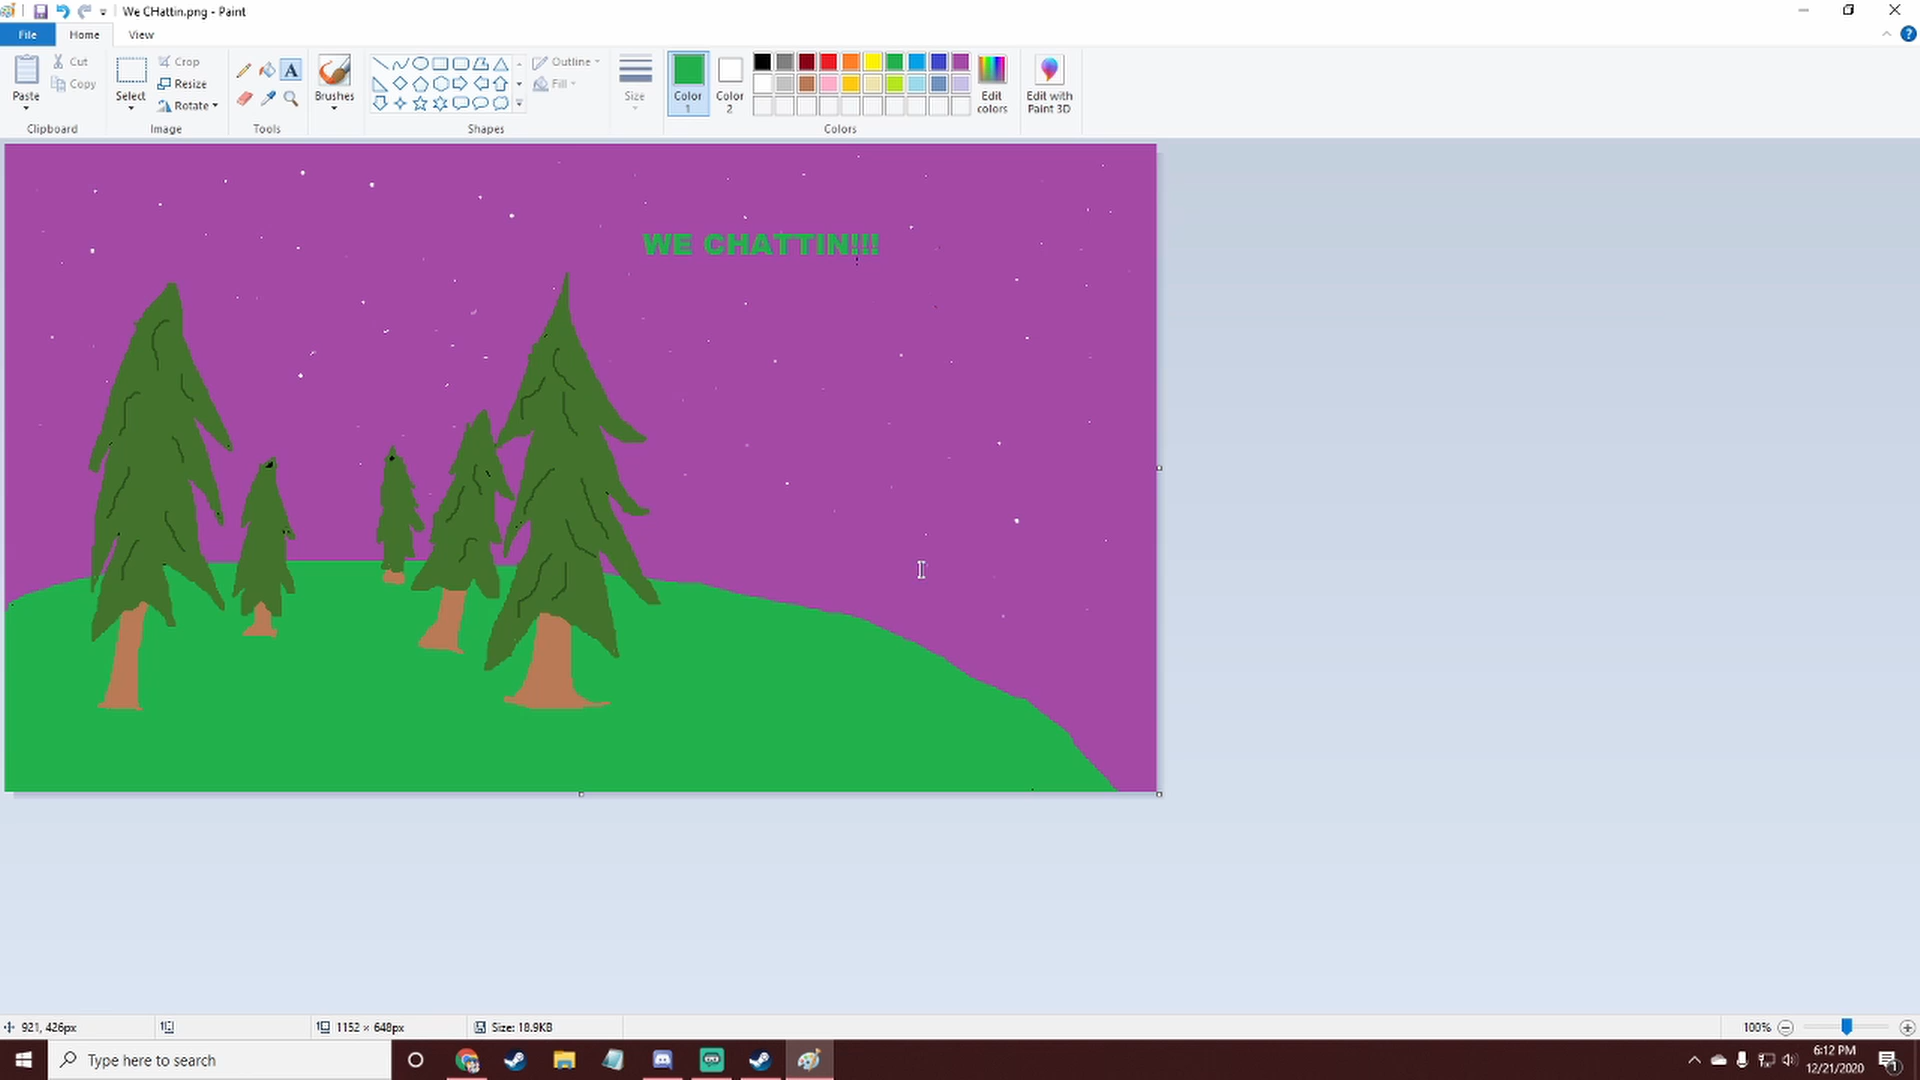 We CHattin.png - Paint
File Home View
Paste Cut Copy Clipboard
Select Crop Resize Rotate Image
Tools
Brushes
Shapes
Outline Fill
Size
Color 1
Color 2
Colors
Edit colors
Edit with Paint 3D
WE CHATTIN!!!
921, 426px
1152 × 648px
Size: 18.9KB
100%
Type here to search
6:12 PM
12/21/2020